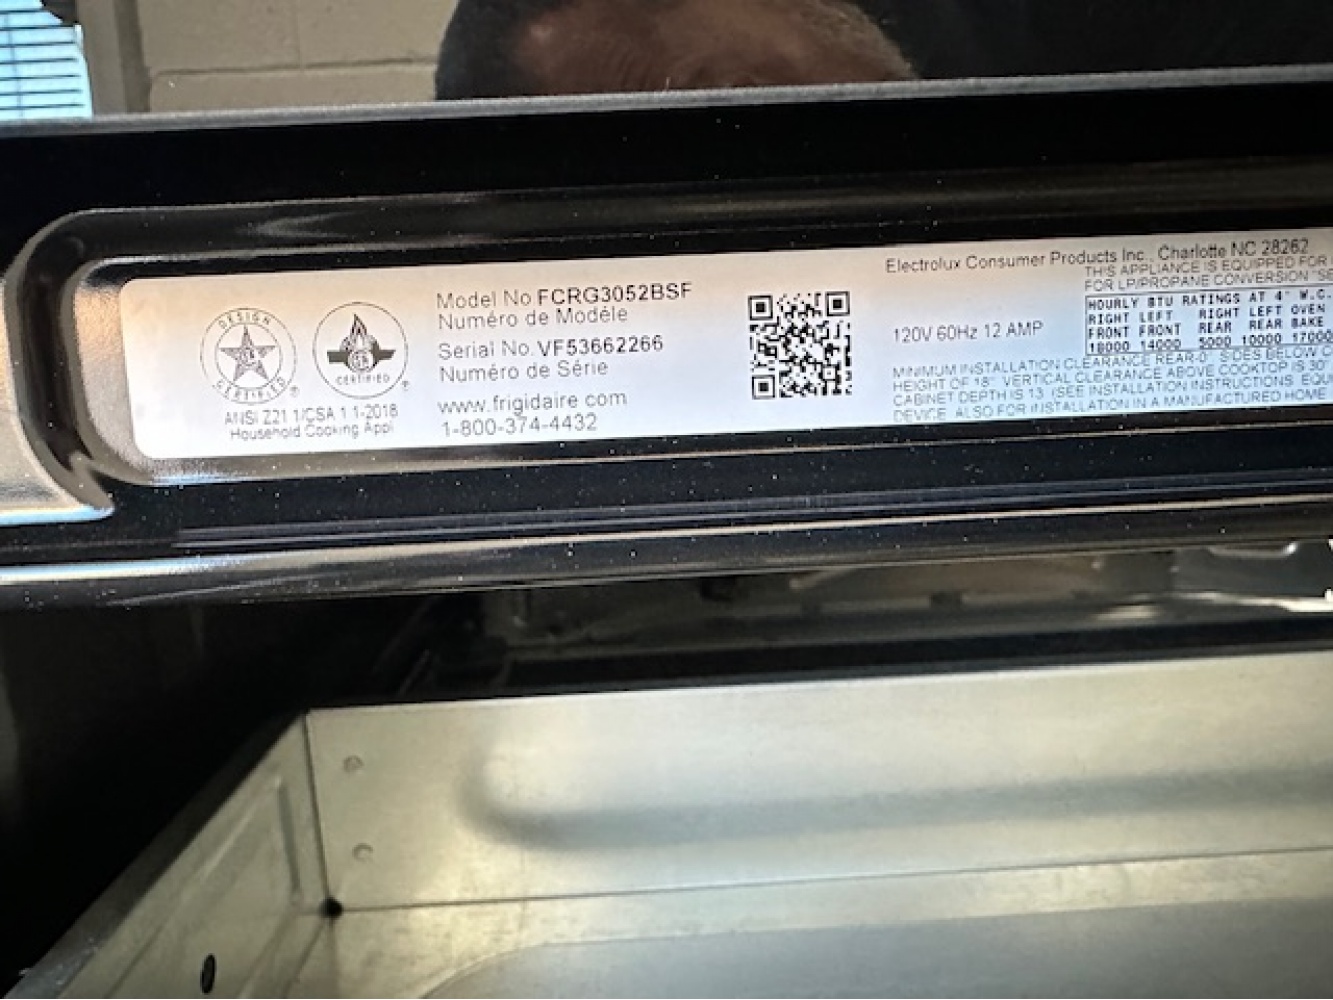 DESIGN
CERTIFIED
CERTIFIED
ANSI Z21.1/CSA 1.1-2018
Household Cooking Appl
Model No FCRG3052BSF
Numéro de Modèle
Serial No. VF53662266
Numéro de Série
www.frigidaire.com
1-800-374-4432
Electrolux Consumer Products Inc., Charlotte NC 28262
120V 60Hz 12 AMP
THIS APPLIANCE IS EQUIPPED FOR
FOR LP/PROPANE CONVERSION "SE
HOURLY BTU RATINGS AT 4" W.C.
RIGHT LEFT RIGHT LEFT OVEN
FRONT FRONT REAR REAR BAKE
18000 14000 5000 10000 17000
MINIMUM INSTALLATION CLEARANCE REAR-0" SIDES BELOW C
HEIGHT OF 18" VERTICAL CLEARANCE ABOVE COOKTOP IS 30"
CABINET DEPTH IS 13" (SEE INSTALLATION INSTRUCTIONS EQU
DEVICE. ALSO FOR INSTALLATION IN A MANUFACTURED HOME